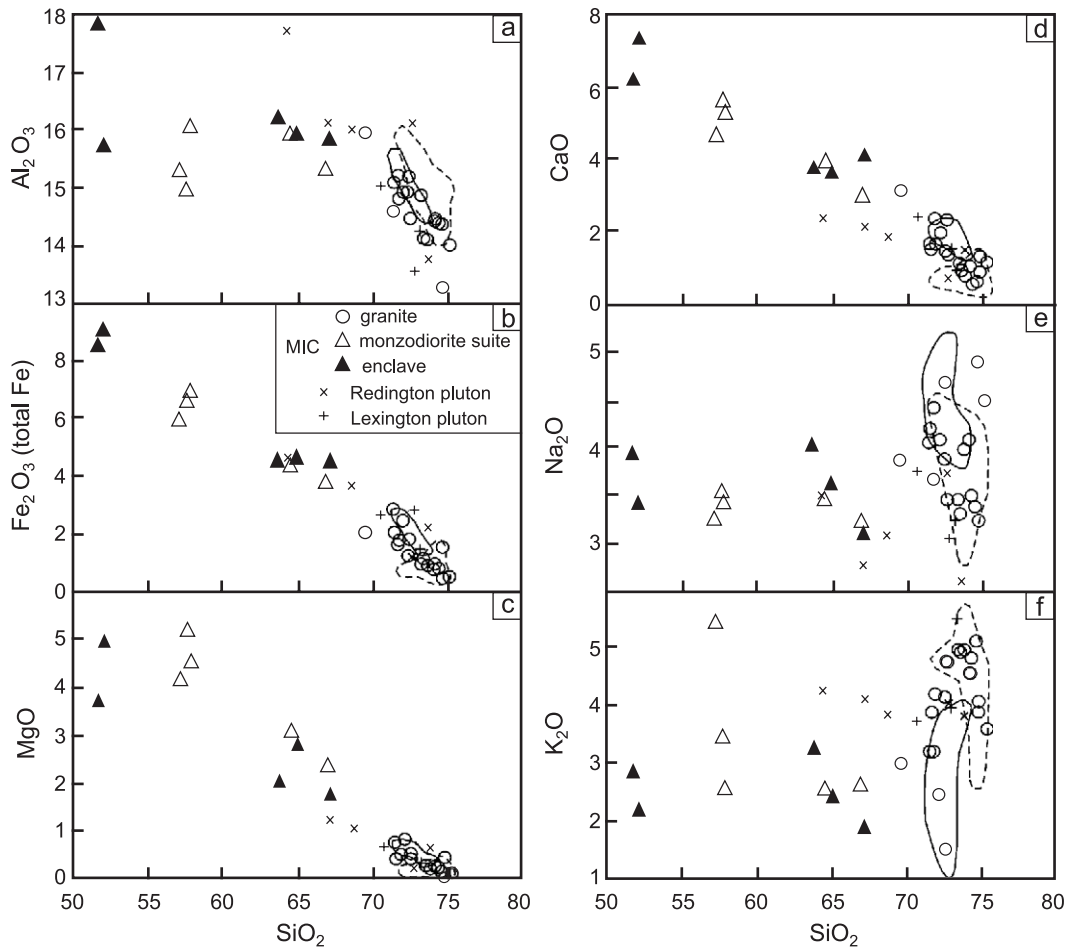 18
17
16
15
14
13
Al2O3
a
8
6
4
2
0
Fe2O3 (total Fe)
b
MIC
granite
monzodiorite suite
enclave
× Redington pluton
+ Lexington pluton
5
4
3
2
1
0
MgO
c
50 55 60 65 70 75
SiO2
8
6
4
2
0
CaO
d
5
4
3
Na2O
e
5
4
3
2
1
K2O
f
50 55 60 65 70 75 80
SiO2